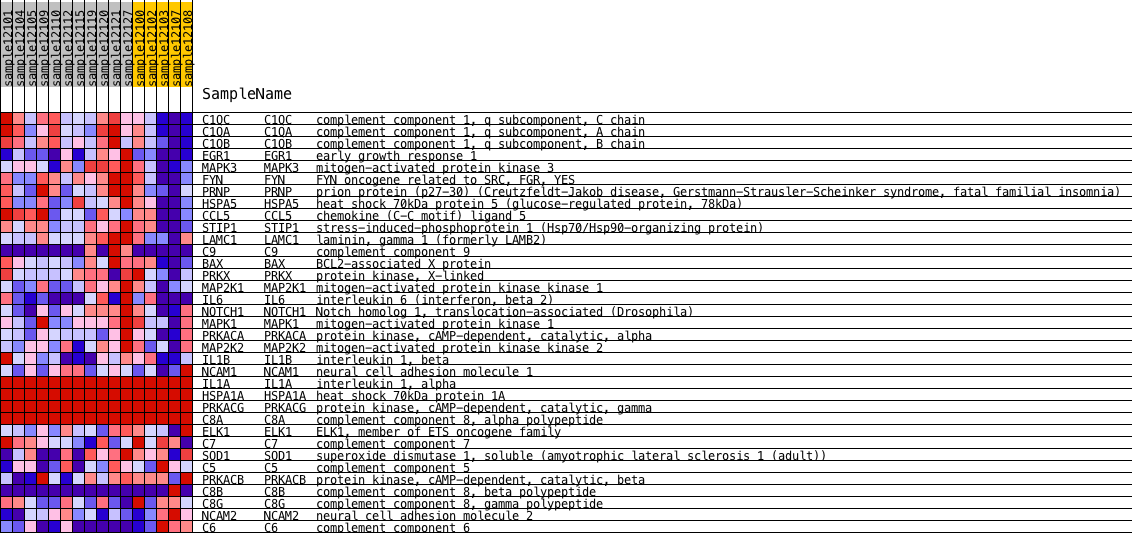 sample12101
sample12104
sample12105
sample12109
sample12110
sample12112
sample12115
sample12119
sample12120
sample12121
sample12127
sample12100
sample12102
sample12103
sample12107
sample12108
SampleName
C1QC C1QC complement component 1, q subcomponent, C chain
C1QA C1QA complement component 1, q subcomponent, A chain
C1QB C1QB complement component 1, q subcomponent, B chain
EGR1 EGR1 early growth response 1
MAPK3 MAPK3 mitogen-activated protein kinase 3
FYN FYN FYN oncogene related to SRC, FGR, YES
PRNP PRNP prion protein (p27-30) (Creutzfeldt-Jakob disease, Gerstmann-Strausler-Scheinker syndrome, fatal familial insomnia)
HSPA5 HSPA5 heat shock 70kDa protein 5 (glucose-regulated protein, 78kDa)
CCL5 CCL5 chemokine (C-C motif) ligand 5
STIP1 STIP1 stress-induced-phosphoprotein 1 (Hsp70/Hsp90-organizing protein)
LAMC1 LAMC1 laminin, gamma 1 (formerly LAMB2)
C9 C9 complement component 9
BAX BAX BCL2-associated X protein
PRKX PRKX protein kinase, X-linked
MAP2K1 MAP2K1 mitogen-activated protein kinase kinase 1
IL6 IL6 interleukin 6 (interferon, beta 2)
NOTCH1 NOTCH1 Notch homolog 1, translocation-associated (Drosophila)
MAPK1 MAPK1 mitogen-activated protein kinase 1
PRKACA PRKACA protein kinase, cAMP-dependent, catalytic, alpha
MAP2K2 MAP2K2 mitogen-activated protein kinase kinase 2
IL1B IL1B interleukin 1, beta
NCAM1 NCAM1 neural cell adhesion molecule 1
IL1A IL1A interleukin 1, alpha
HSPA1A HSPA1A heat shock 70kDa protein 1A
PRKACG PRKACG protein kinase, cAMP-dependent, catalytic, gamma
C8A C8A complement component 8, alpha polypeptide
ELK1 ELK1 ELK1, member of ETS oncogene family
C7 C7 complement component 7
SOD1 SOD1 superoxide dismutase 1, soluble (amyotrophic lateral sclerosis 1 (adult))
C5 C5 complement component 5
PRKACB PRKACB protein kinase, cAMP-dependent, catalytic, beta
C8B C8B complement component 8, beta polypeptide
C8G C8G complement component 8, gamma polypeptide
NCAM2 NCAM2 neural cell adhesion molecule 2
C6 C6 complement component 6